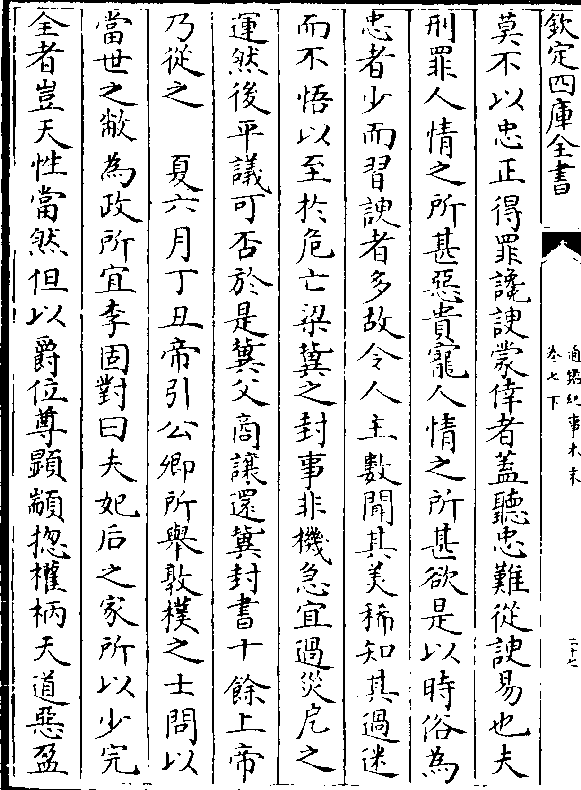 欽定四庫全書
通鑑紀事本末
卷七下
二十七
莫不以忠正得罪讒諛蒙倖者蓋聽忠難從諛易也夫
刑罪人情之所甚惡貴寵人情之所甚欲是以時俗為
忠者少而習諛者多故令人主數聞其美稀知其過迷
而不悟以至於危亡梁冀之封事非機急宜過災戹之
運然後平議可否於是冀父商讓還冀封書十餘上帝
乃從之　夏六月丁丑帝引公卿所舉敦樸之士問以
當世之敝為政所宜李固對曰夫妃后之家所以少完
全者豈天性當然但以爵位尊顯顓揔權柄天道惡盈